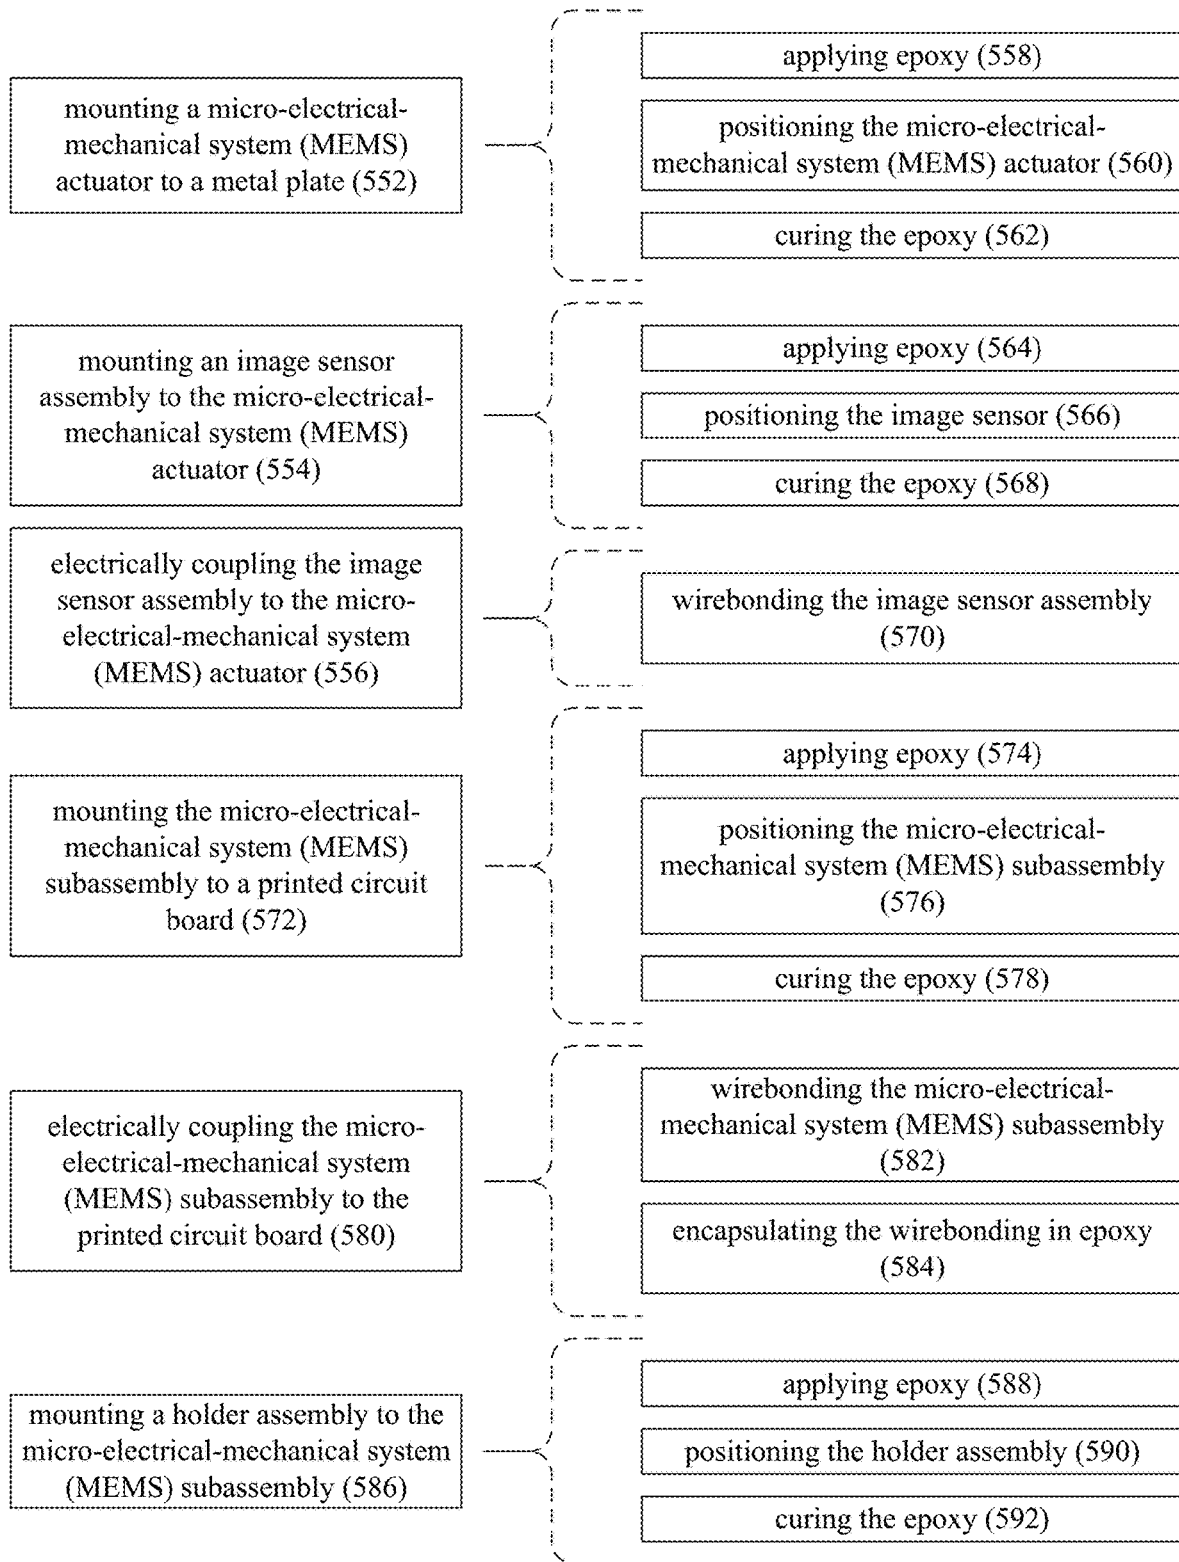 mounting a micro-electrical-
mechanical system (MEMS)
actuator to a metal plate (552)
applying epoxy (558)
positioning the micro-electrical-
mechanical system (MEMS) actuator (560)
curing the epoxy (562)
mounting an image sensor
assembly to the micro-electrical-
mechanical system (MEMS)
actuator (554)
applying epoxy (564)
positioning the image sensor (566)
curing the epoxy (568)
electrically coupling the image
sensor assembly to the micro-
electrical-mechanical system
(MEMS) actuator (556)
wirebonding the image sensor assembly
(570)
mounting the micro-electrical-
mechanical system (MEMS)
subassembly to a printed circuit
board (572)
applying epoxy (574)
positioning the micro-electrical-
mechanical system (MEMS) subassembly
(576)
curing the epoxy (578)
electrically coupling the micro-
electrical-mechanical system
(MEMS) subassembly to the
printed circuit board (580)
wirebonding the micro-electrical-
mechanical system (MEMS) subassembly
(582)
encapsulating the wirebonding in epoxy
(584)
mounting a holder assembly to the
micro-electrical-mechanical system
(MEMS) subassembly (586)
applying epoxy (588)
positioning the holder assembly (590)
curing the epoxy (592)